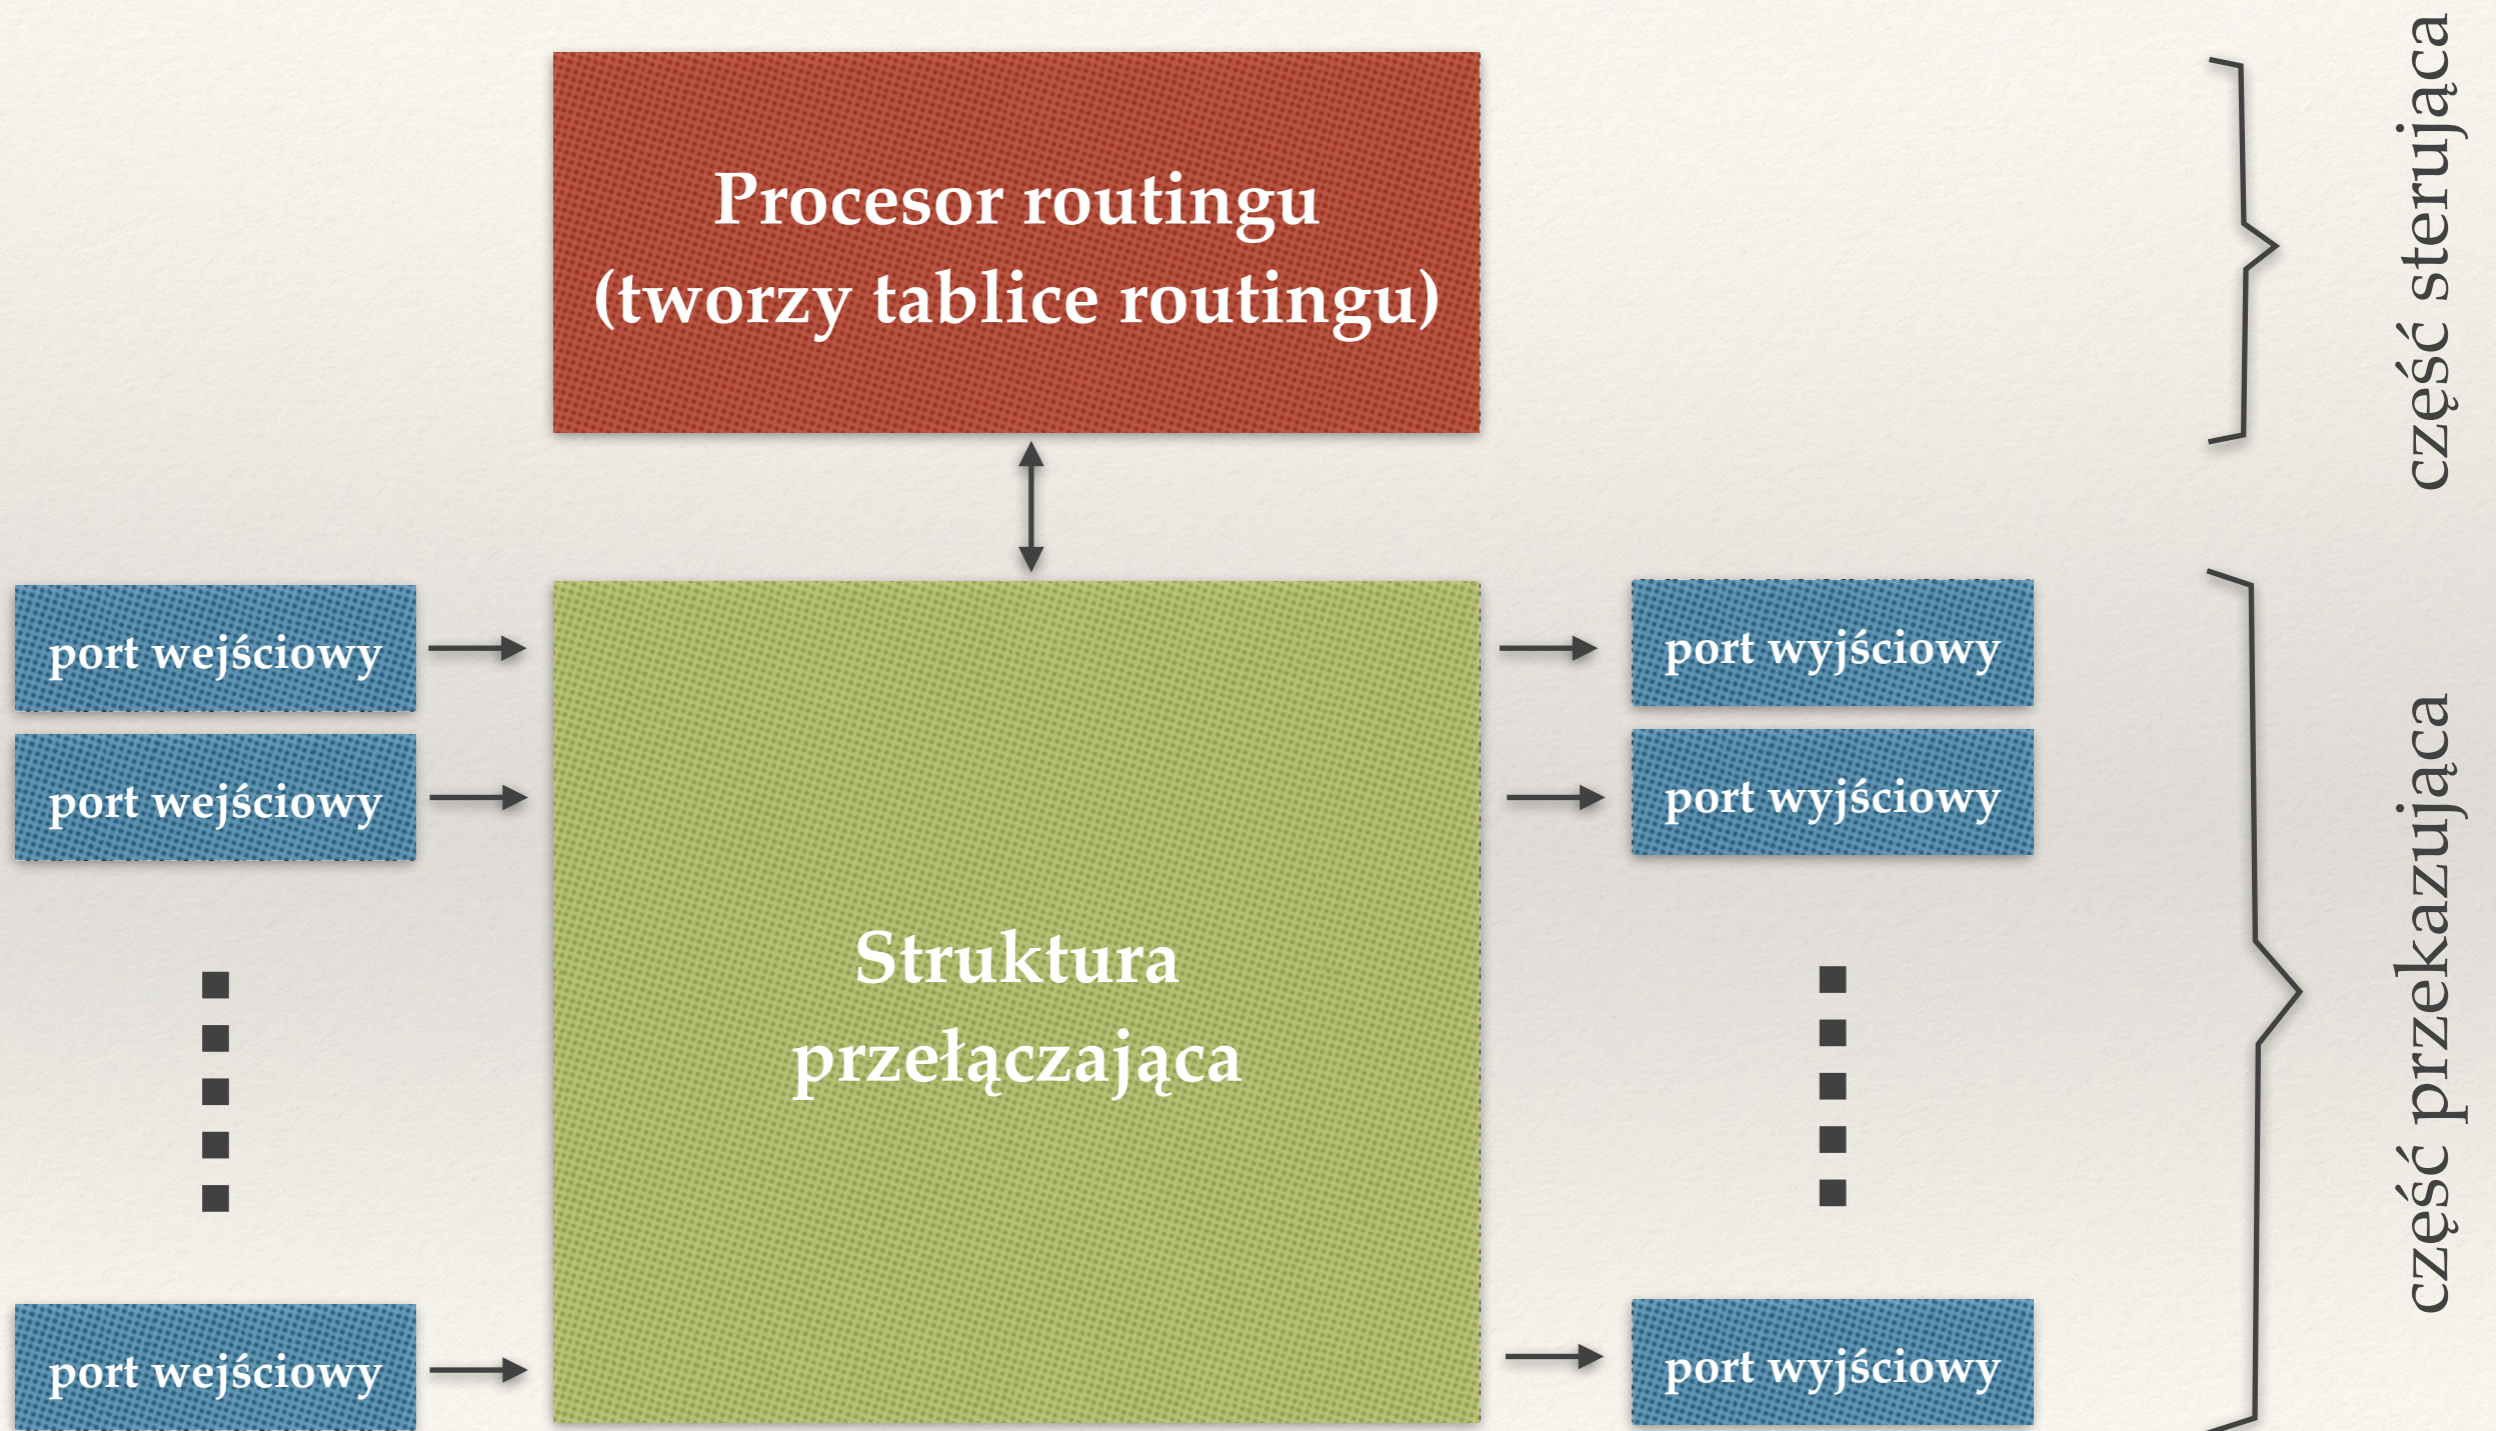 Procesor routingu
(tworzy tablice routingu)
część sterująca
port wejściowy
port wejściowy
port wejściowy
Struktura
przełączająca
port wyjściowy
port wyjściowy
port wyjściowy
część przekazująca